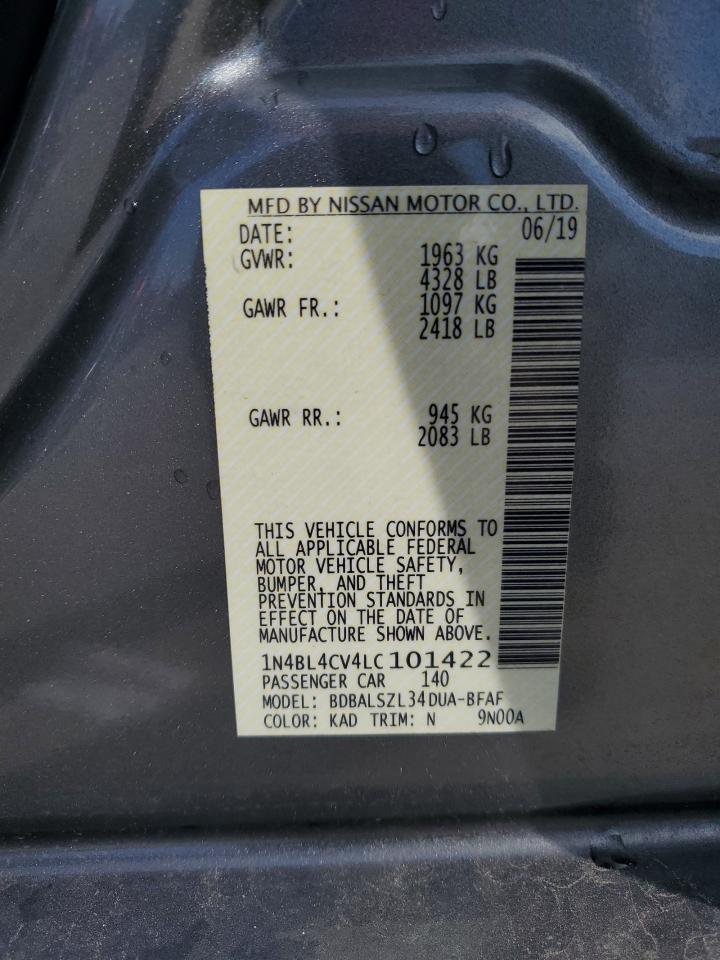 MFD BY NISSAN MOTOR CO., LTD.
DATE: 06/19
GVWR: 1963 KG
4328 LB
GAWR FR.: 1097 KG
2418 LB
GAWR RR.: 945 KG
2083 LB
THIS VEHICLE CONFORMS TO
ALL APPLICABLE FEDERAL
MOTOR VEHICLE SAFETY,
BUMPER, AND THEFT
PREVENTION STANDARDS IN
EFFECT ON THE DATE OF
MANUFACTURE SHOWN ABOVE.
1N4BL4CV4LC101422
PASSENGER CAR 140
MODEL: BDBALSZL34DUA-BFAF
COLOR: KAD TRIM: N 9N00A